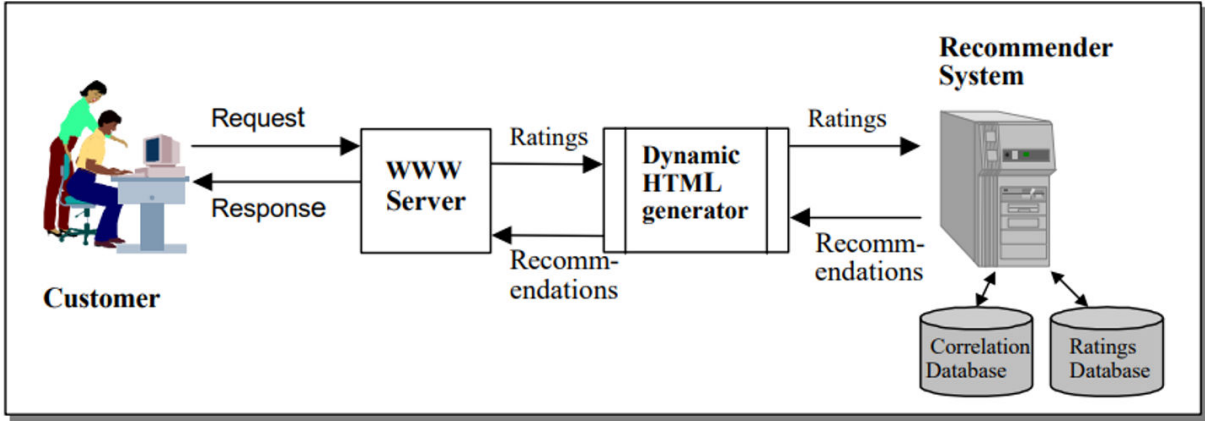 Recommender
System
Request
Ratings
Ratings
WWW
Server
Dynamic
HTML
generator
Response
Recomm-
endations
Recomm-
endations
Customer
Correlation
Database
Ratings
Database